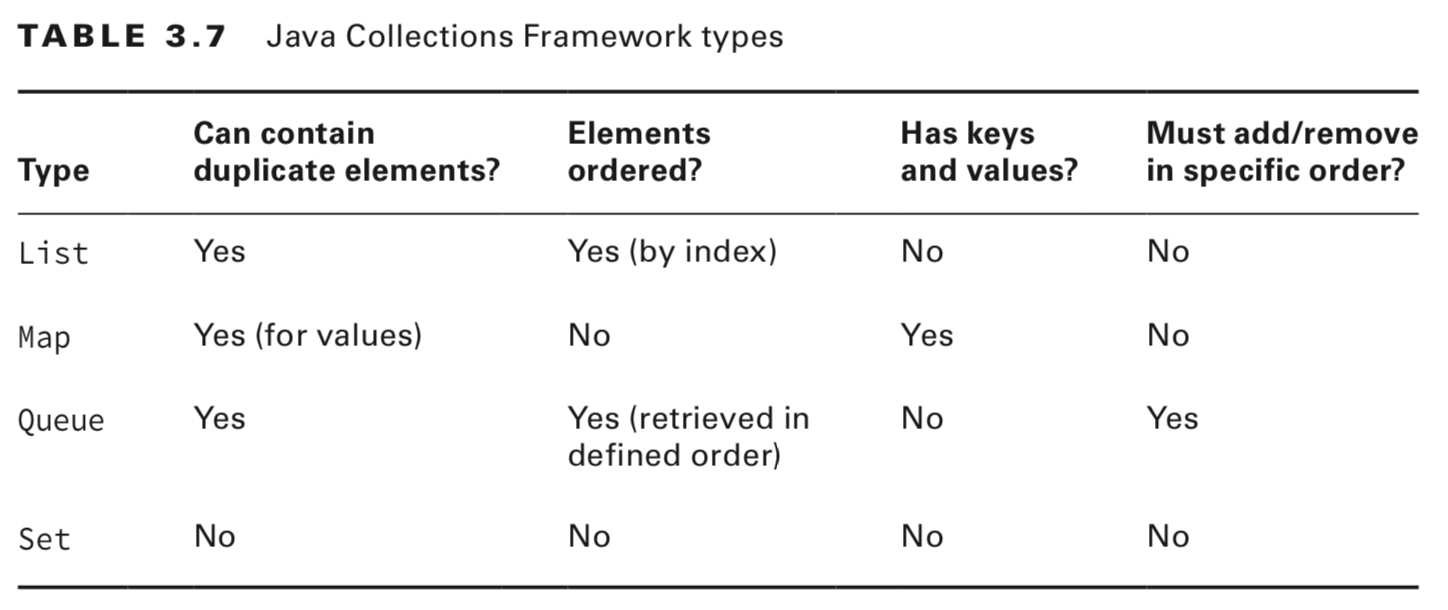 TABLE 3.7 Java Collections Framework types
Type Can contain duplicate elements? Elements ordered? Has keys and values? Must add/remove in specific order?
List Yes Yes (by index) No No
Map Yes (for values) No Yes No
Queue Yes Yes (retrieved in defined order) No Yes
Set No No No No